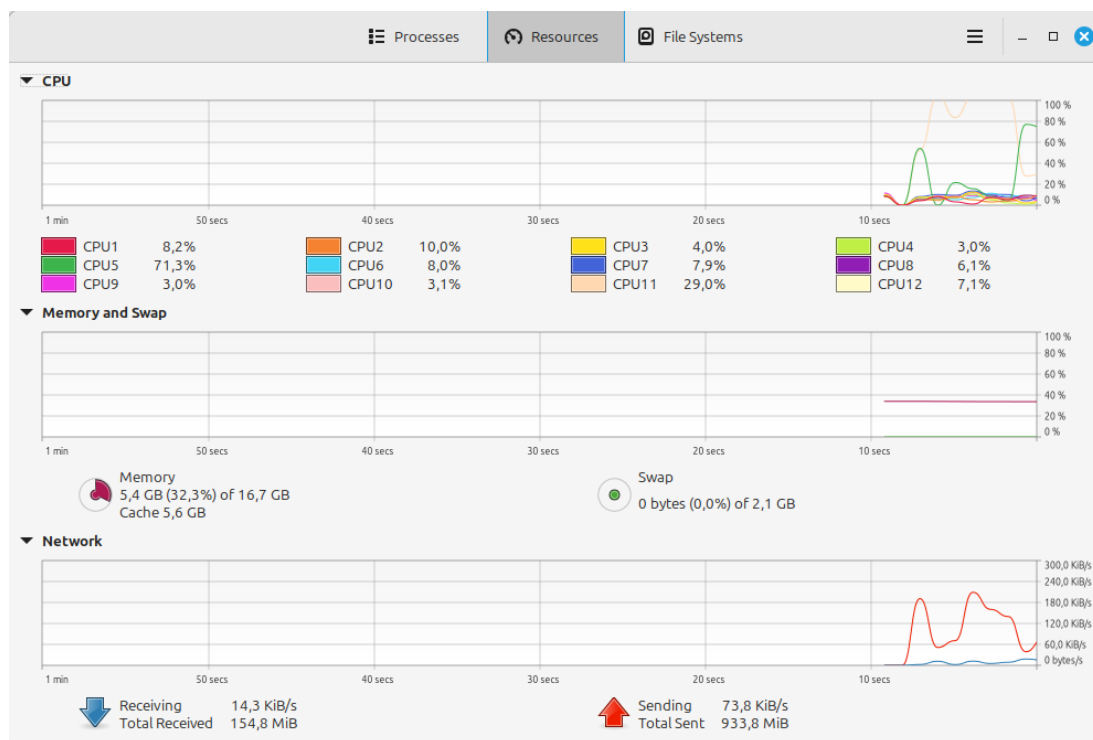 Processes Resources File Systems
CPU
100 %
80 %
60 %
40 %
20 %
0 %
1 min 50 secs 40 secs 30 secs 20 secs 10 secs
CPU1 8,2% CPU2 10,0% CPU3 4,0% CPU4 3,0%
CPU5 71,3% CPU6 8,0% CPU7 7,9% CPU8 6,1%
CPU9 3,0% CPU10 3,1% CPU11 29,0% CPU12 7,1%
Memory and Swap
100 %
80 %
60 %
40 %
20 %
0 %
1 min 50 secs 40 secs 30 secs 20 secs 10 secs
Memory
5,4 GB (32,3%) of 16,7 GB
Cache 5,6 GB
Swap
0 bytes (0,0%) of 2,1 GB
Network
300,0 KiB/s
240,0 KiB/s
180,0 KiB/s
120,0 KiB/s
60,0 KiB/s
0 bytes/s
1 min 50 secs 40 secs 30 secs 20 secs 10 secs
Receiving 14,3 KiB/s
Total Received 154,8 MiB
Sending 73,8 KiB/s
Total Sent 933,8 MiB